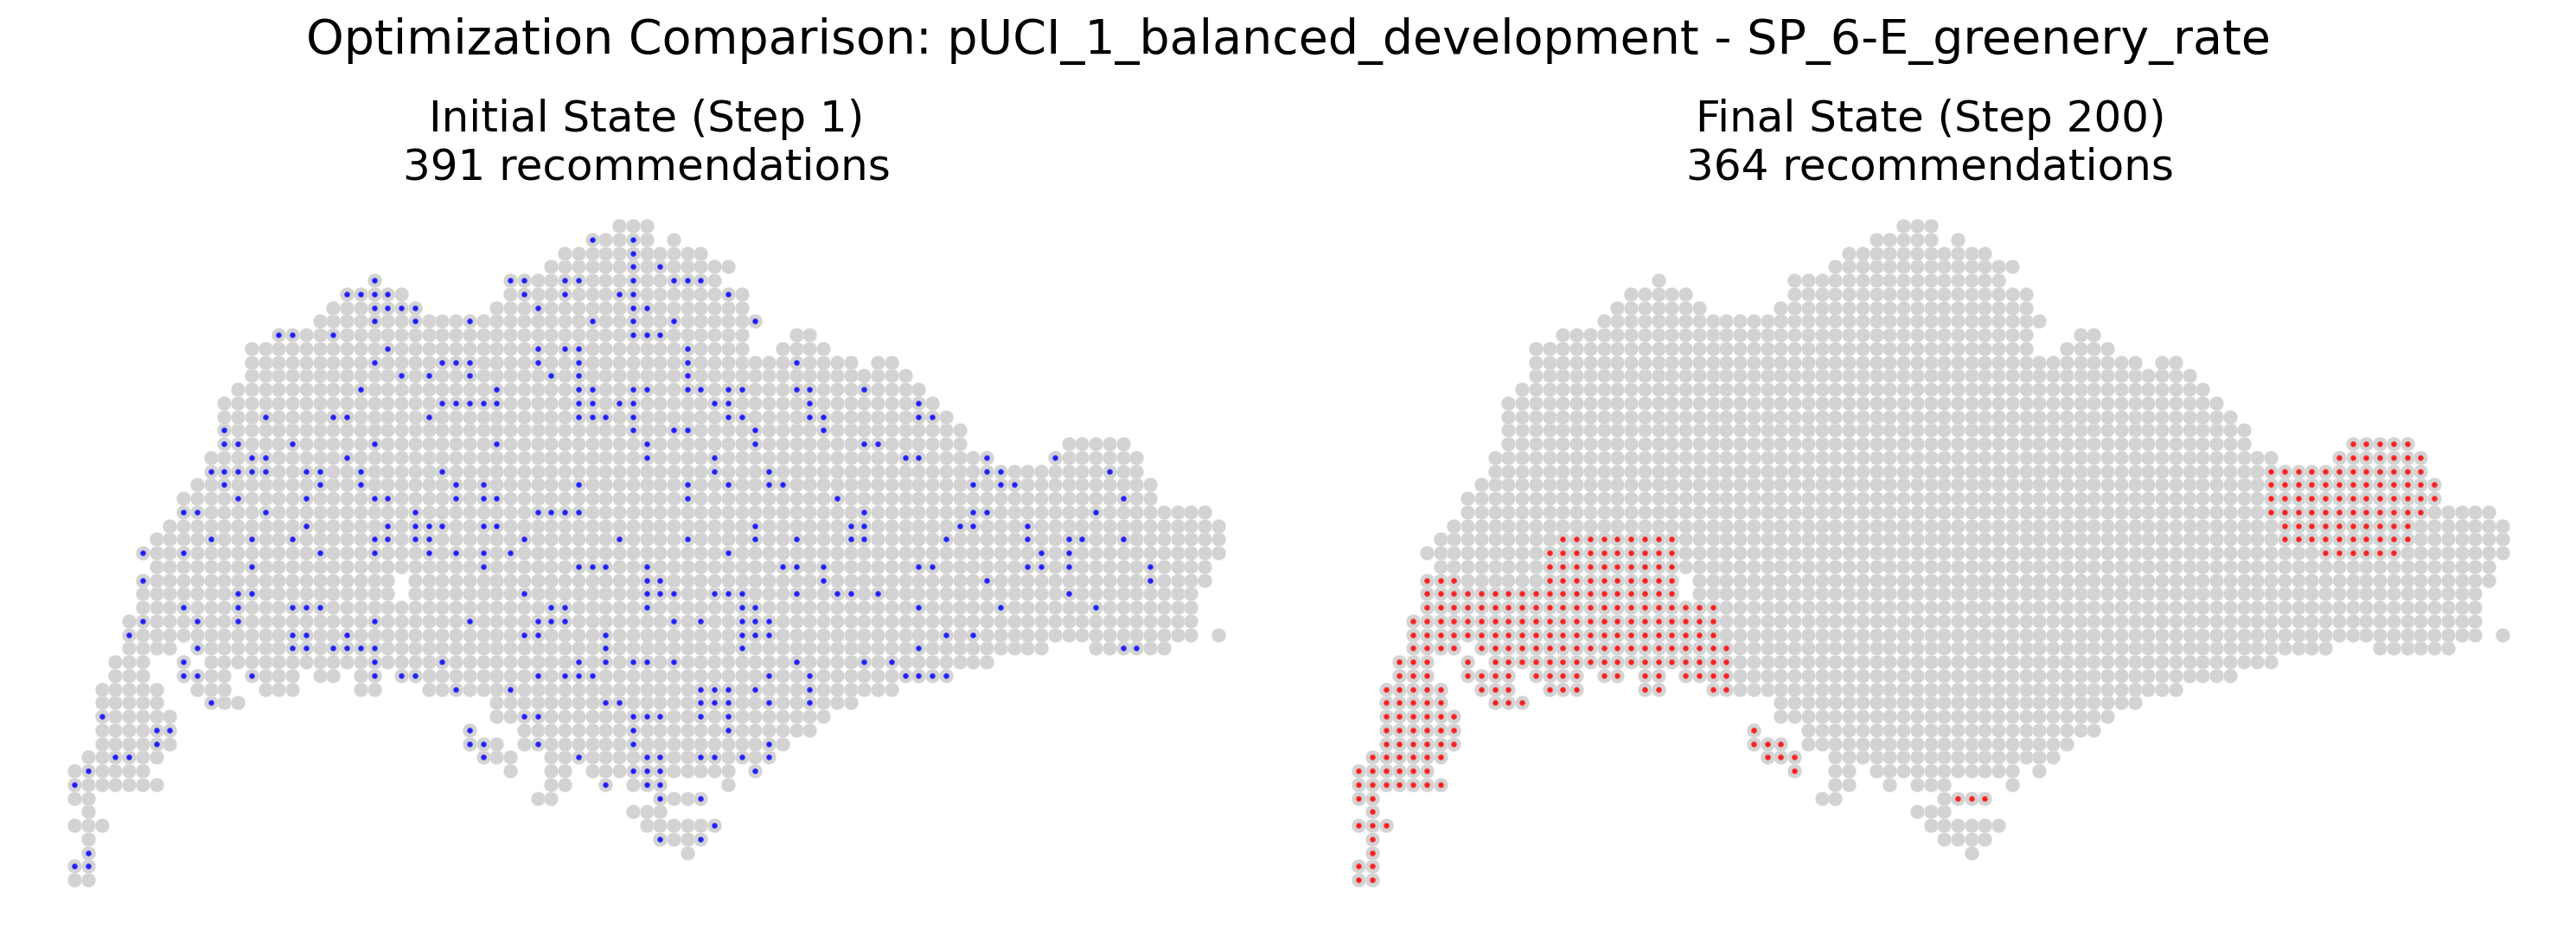 Optimization Comparison: pUCI_1_balanced_development - SP_6-E_greenery_rate
Initial State (Step 1)
391 recommendations
Final State (Step 200)
364 recommendations